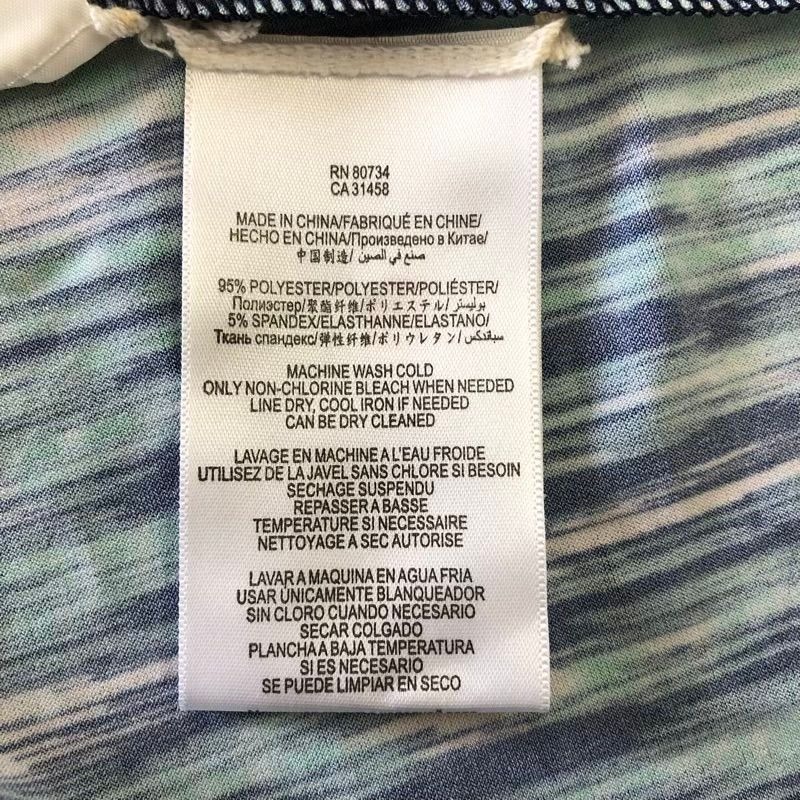 RN 80734
CA 31458
MADE IN CHINA/FABRIQUÉ EN CHINE/
HECHO EN CHINA/Произведено в Китае/
中国制造/ صنع في الصين
95% POLYESTER/POLYESTER/POLIÉSTER/
Полиэстер/聚酯纤维/ポリエステル/بوليستر
5% SPANDEX/ELASTHANNE/ELASTANO/
Ткань спандекс/弹性纤维/ポリウレタン/سباندكس
MACHINE WASH COLD
ONLY NON-CHLORINE BLEACH WHEN NEEDED
LINE DRY, COOL IRON IF NEEDED
CAN BE DRY CLEANED
LAVAGE EN MACHINE A L'EAU FROIDE
UTILISEZ DE LA JAVEL SANS CHLORE SI BESOIN
SECHAGE SUSPENDU
REPASSER A BASSE
TEMPERATURE SI NECESSAIRE
NETTOYAGE A SEC AUTORISE
LAVAR A MAQUINA EN AGUA FRIA
USAR ÚNICAMENTE BLANQUEADOR
SIN CLORO CUANDO NECESARIO
SECAR COLGADO
PLANCHA A BAJA TEMPERATURA
SI ES NECESARIO
SE PUEDE LIMPIAR EN SECO